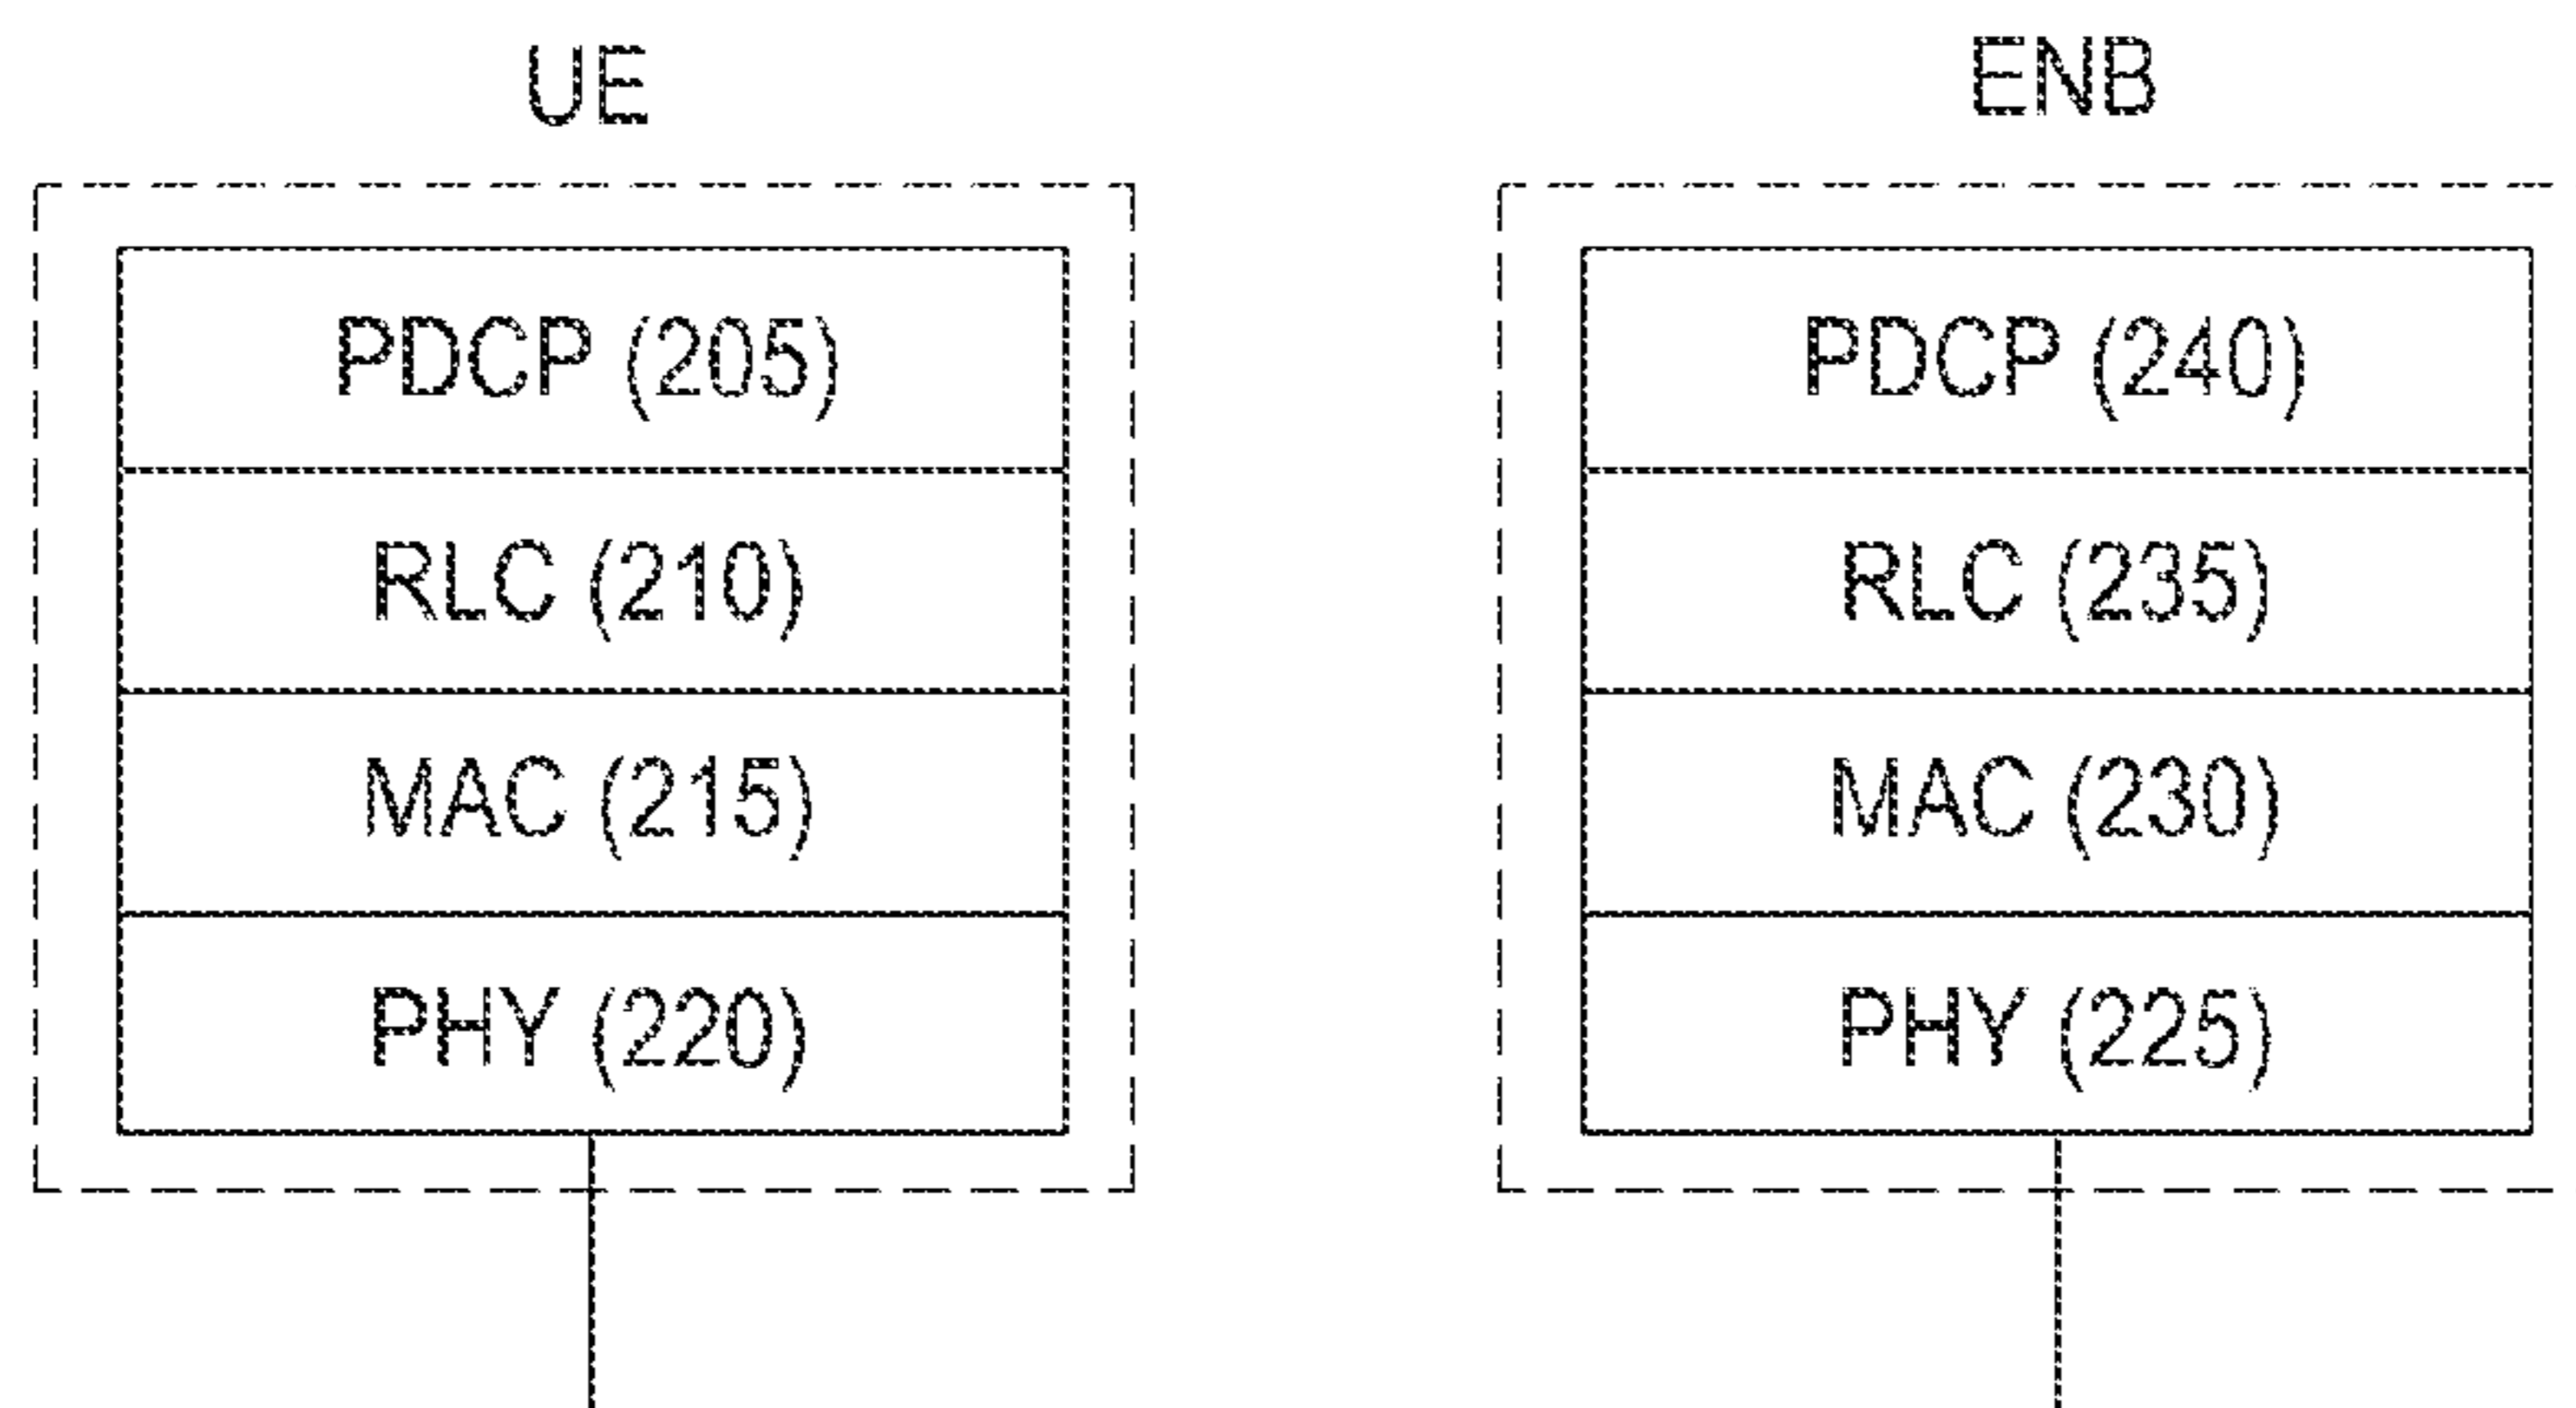 UE
ENB
PDCP (205)
PDCP (240)
RLC (210)
RLC (235)
MAC (215)
MAC (230)
PHY (220)
PHY (225)